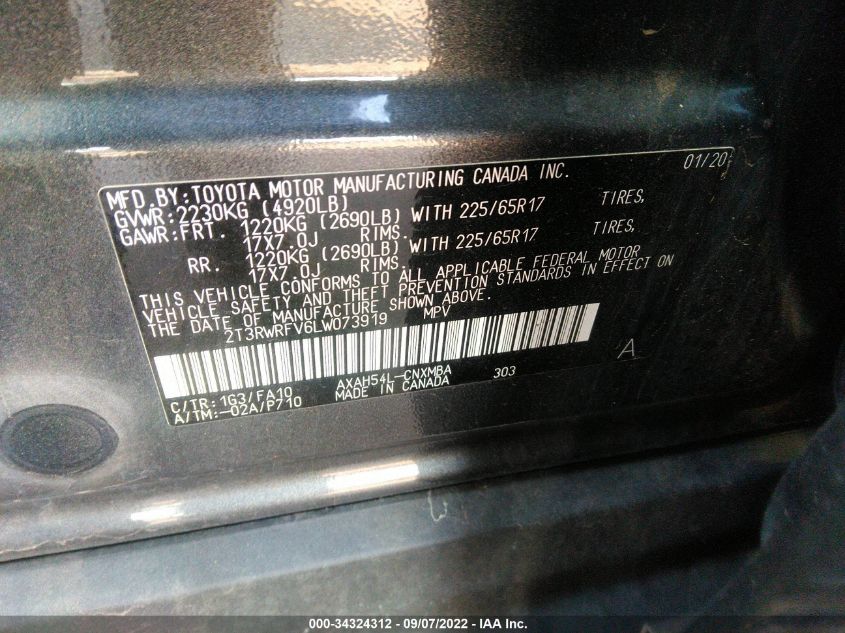 01/20
MFD.BY:TOYOTA MOTOR MANUFACTURING CANADA INC.
GVWR:2230KG (4920LB)
GAWR:FRT. 1220KG (2690LB) WITH 225/65R17 TIRES,
17X7.0J RIMS.
RR. 1220KG (2690LB) WITH 225/65R17 TIRES,
17X7.0J RIMS.
THIS VEHICLE CONFORMS TO ALL APPLICABLE FEDERAL MOTOR
VEHICLE SAFETY AND THEFT PREVENTION STANDARDS IN EFFECT ON
THE DATE OF MANUFACTURE SHOWN ABOVE.
2T3RWRFV6LW073919 MPV
A
C/TR:1G3/FA10 AXAH54L-CNXMBA 303
A/TM:-02A/P710 MADE IN CANADA
000-34324312 - 09/07/2022 - IAA Inc.